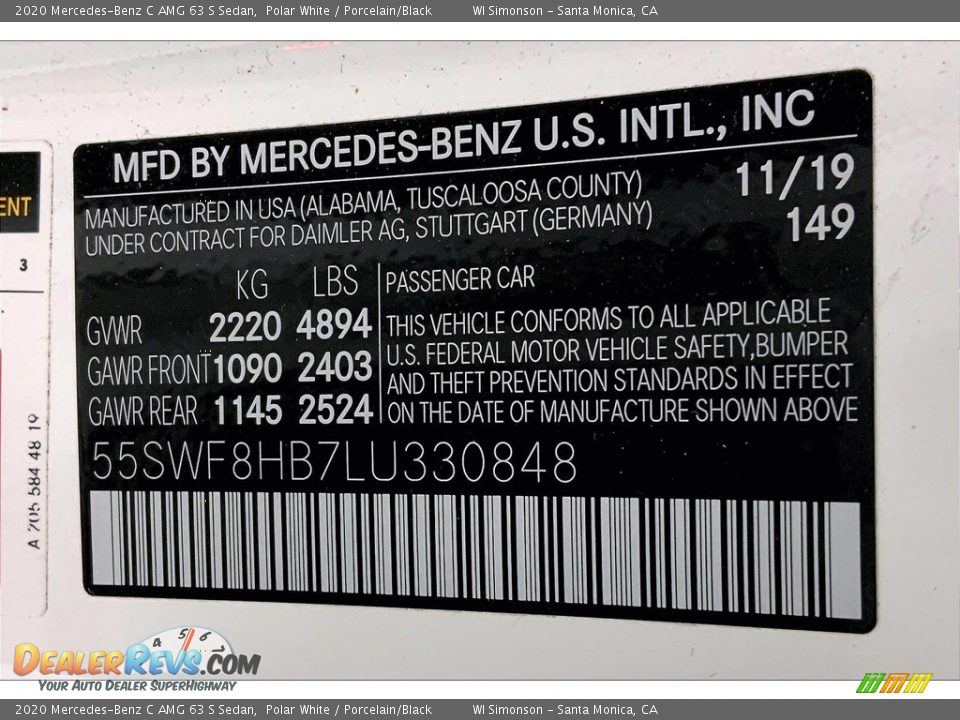 2020 Mercedes-Benz C AMG 63 S Sedan, Polar White / Porcelain/Black WI Simonson - Santa Monica, CA
MFD BY MERCEDES-BENZ U.S. INTL., INC
MANUFACTURED IN USA (ALABAMA, TUSCALOOSA COUNTY) 11/19
UNDER CONTRACT FOR DAIMLER AG, STUTTGART (GERMANY) 149
KG LBS PASSENGER CAR
GVWR 2220 4894
GAWR FRONT 1090 2403
GAWR REAR 1145 2524
THIS VEHICLE CONFORMS TO ALL APPLICABLE
U.S. FEDERAL MOTOR VEHICLE SAFETY,BUMPER
AND THEFT PREVENTION STANDARDS IN EFFECT
ON THE DATE OF MANUFACTURE SHOWN ABOVE
55SWF8HB7LU330848
ENT
3
A 705 584 48 19
4 5 6
DEALERREVS.COM
YOUR AUTO DEALER SUPERHIGHWAY
2020 Mercedes-Benz C AMG 63 S Sedan, Polar White / Porcelain/Black WI Simonson - Santa Monica, CA